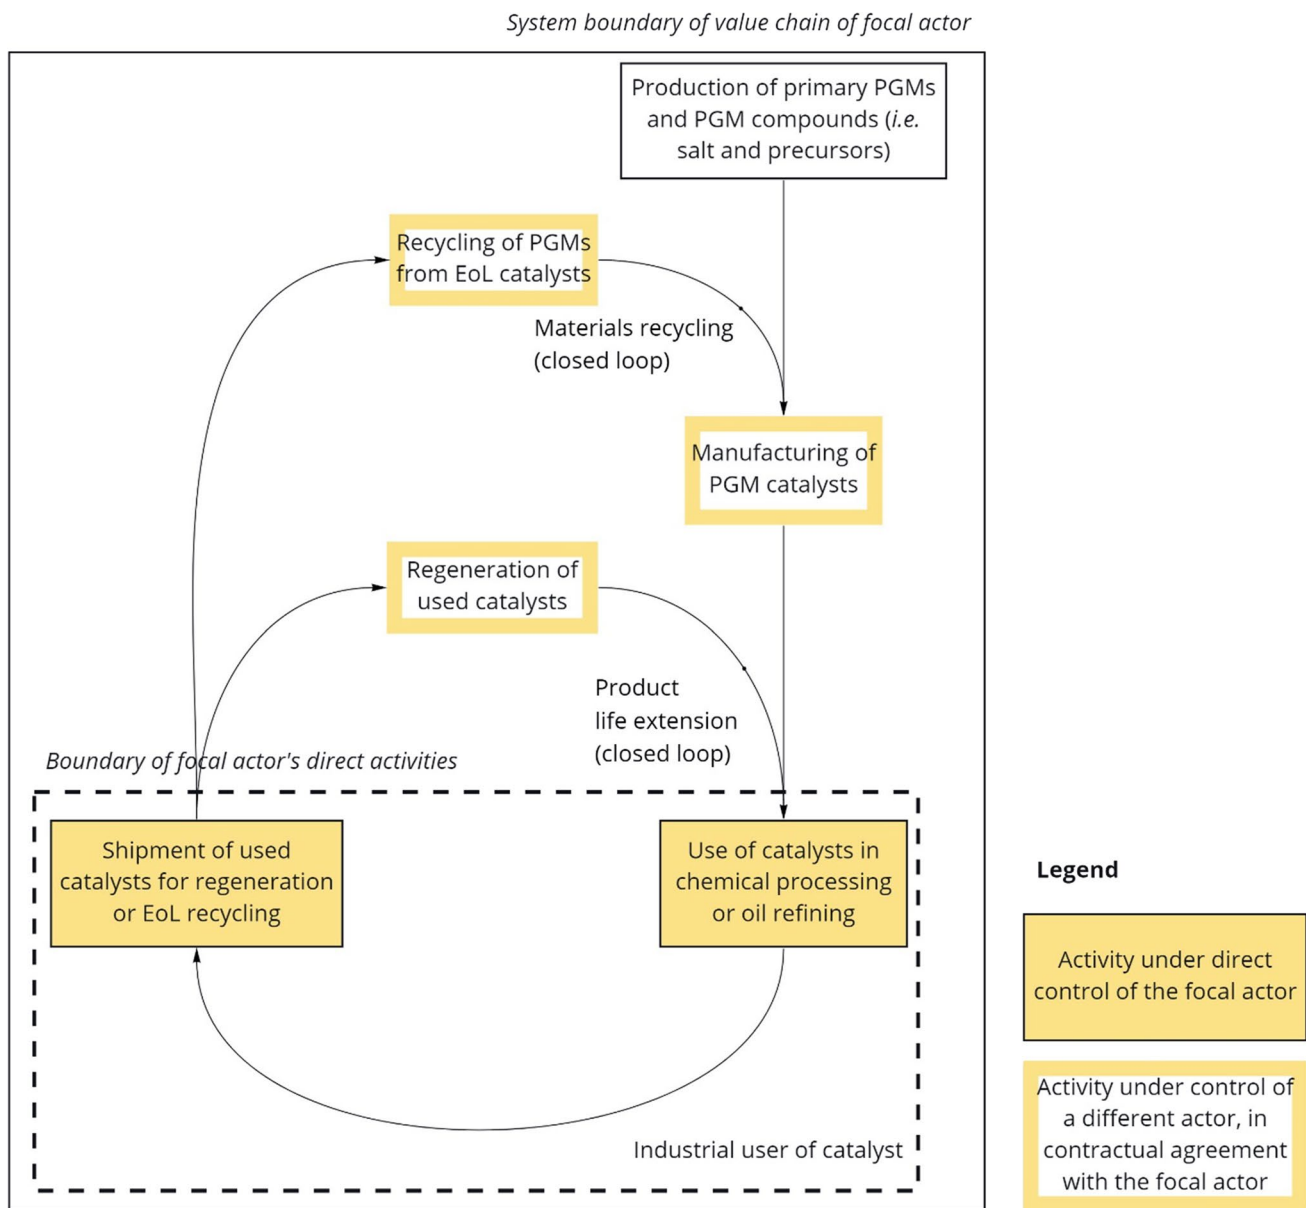 System boundary of value chain of focal actor
Production of primary PGMs
and PGM compounds (i.e.
salt and precursors)
Recycling of PGMs
from EoL catalysts
Materials recycling
(closed loop)
Manufacturing of
PGM catalysts
Regeneration of
used catalysts
Product
life extension
(closed loop)
Boundary of focal actor's direct activities
Shipment of used
catalysts for regeneration
or EoL recycling
Use of catalysts in
chemical processing
or oil refining
Industrial user of catalyst
Legend
Activity under direct
control of the focal actor
Activity under control of
a different actor, in
contractual agreement
with the focal actor